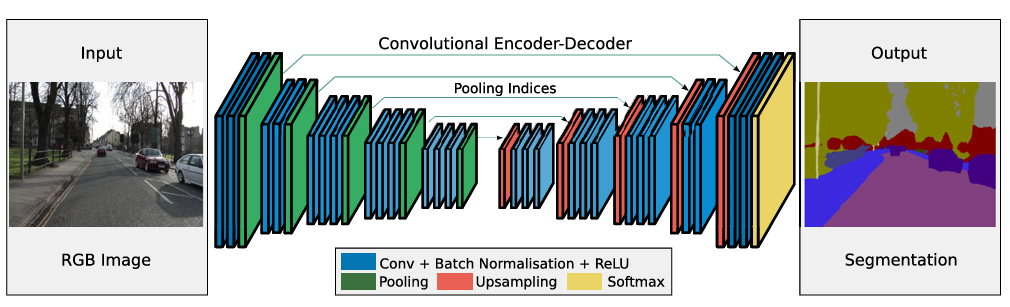 Input
RGB Image
Convolutional Encoder-Decoder
Pooling Indices
Conv + Batch Normalisation + ReLU
Pooling
Upsampling
Softmax
Output
Segmentation